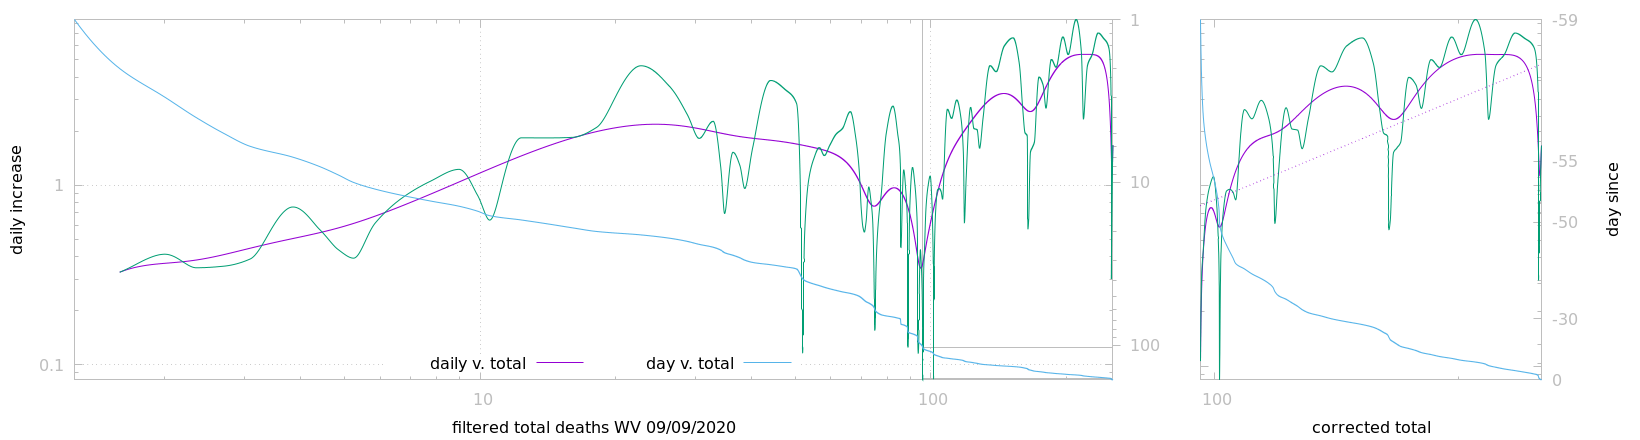 daily increase
1
0.1
daily v. total
day v. total
10
100
filtered total deaths WV 09/09/2020
1
10
100
-59
-55
-50
-30
0
day since
100
corrected total